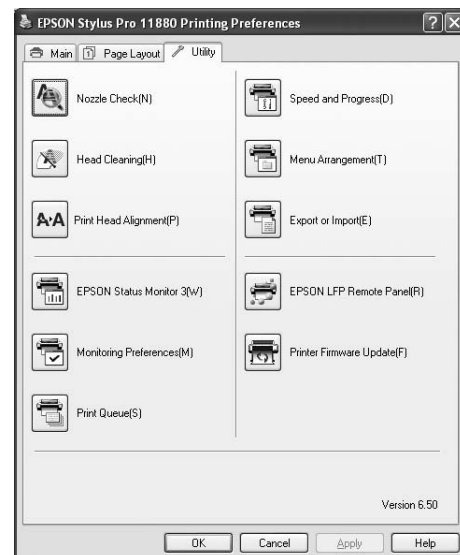 EPSON Stylus Pro 11880 Printing Preferences
Main
Page Layout
Utility
Nozzle Check(N)
Speed and Progress(D)
Head Cleaning(H)
Menu Arrangement(T)
A A
Print Head Alignment(P)
Export or Import(E)
EPSON Status Monitor 3(W)
EPSON LFP Remote Panel(R)
Monitoring Preferences(M)
Printer Firmware Update(F)
Print Queue(S)
Version 6.50
OK
Cancel
Apply
Help